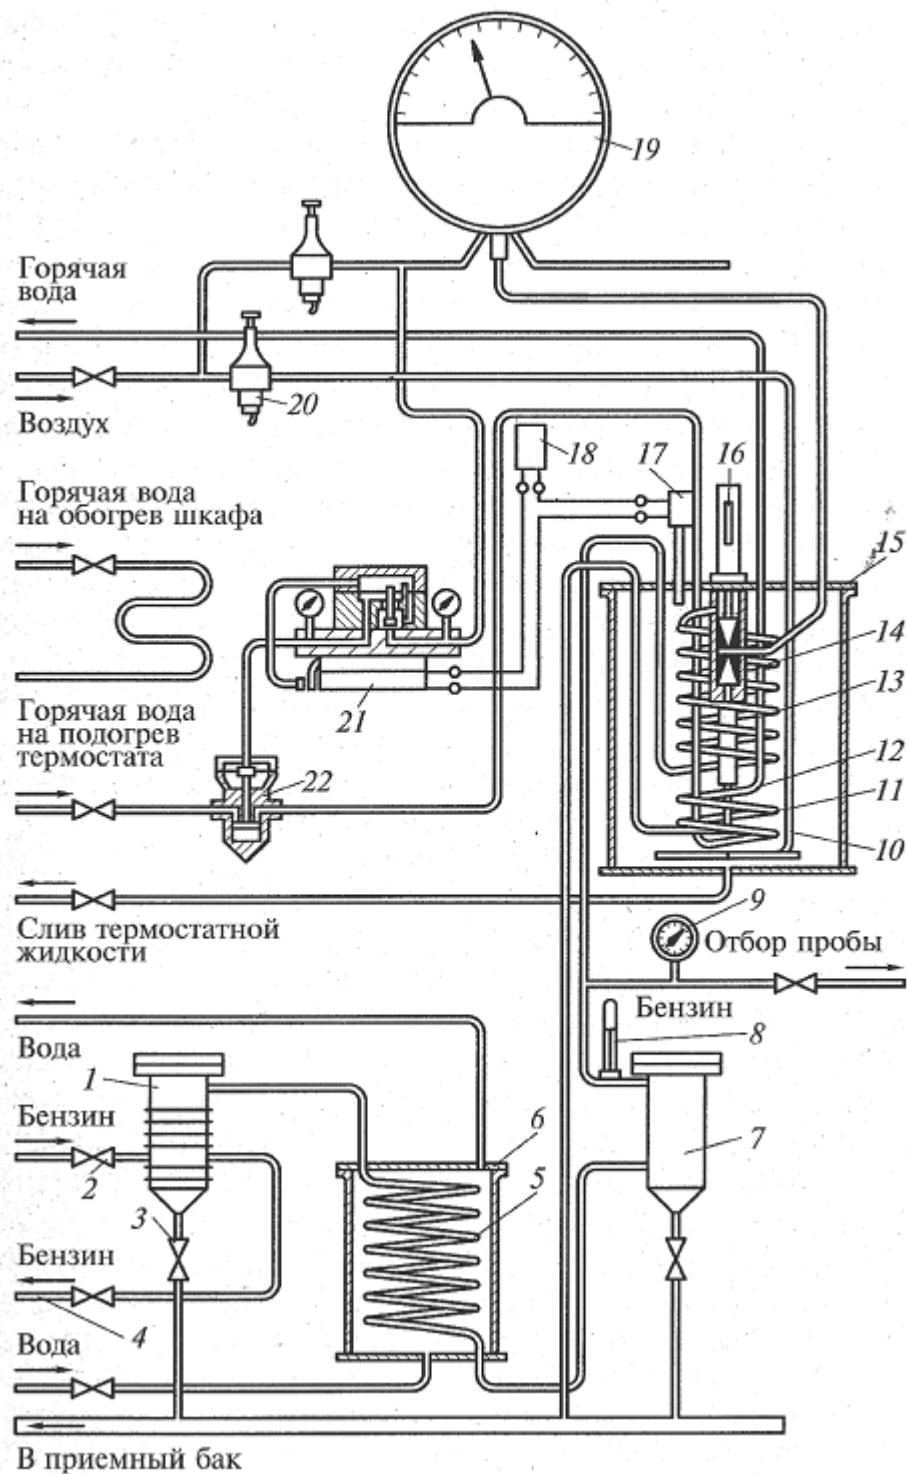 19
Горячая
вода
20
Воздух
18
17
16
Горячая вода
на обогрев шкафа
15
14
21
13
Горячая вода
на подогрев
термостата
22
12
11
10
Слив термостатной
жидкости
9
Отбор пробы
Бензин
8
Вода
1
Бензин
2
6
7
5
3
Бензин
4
Вода
В приемный бак